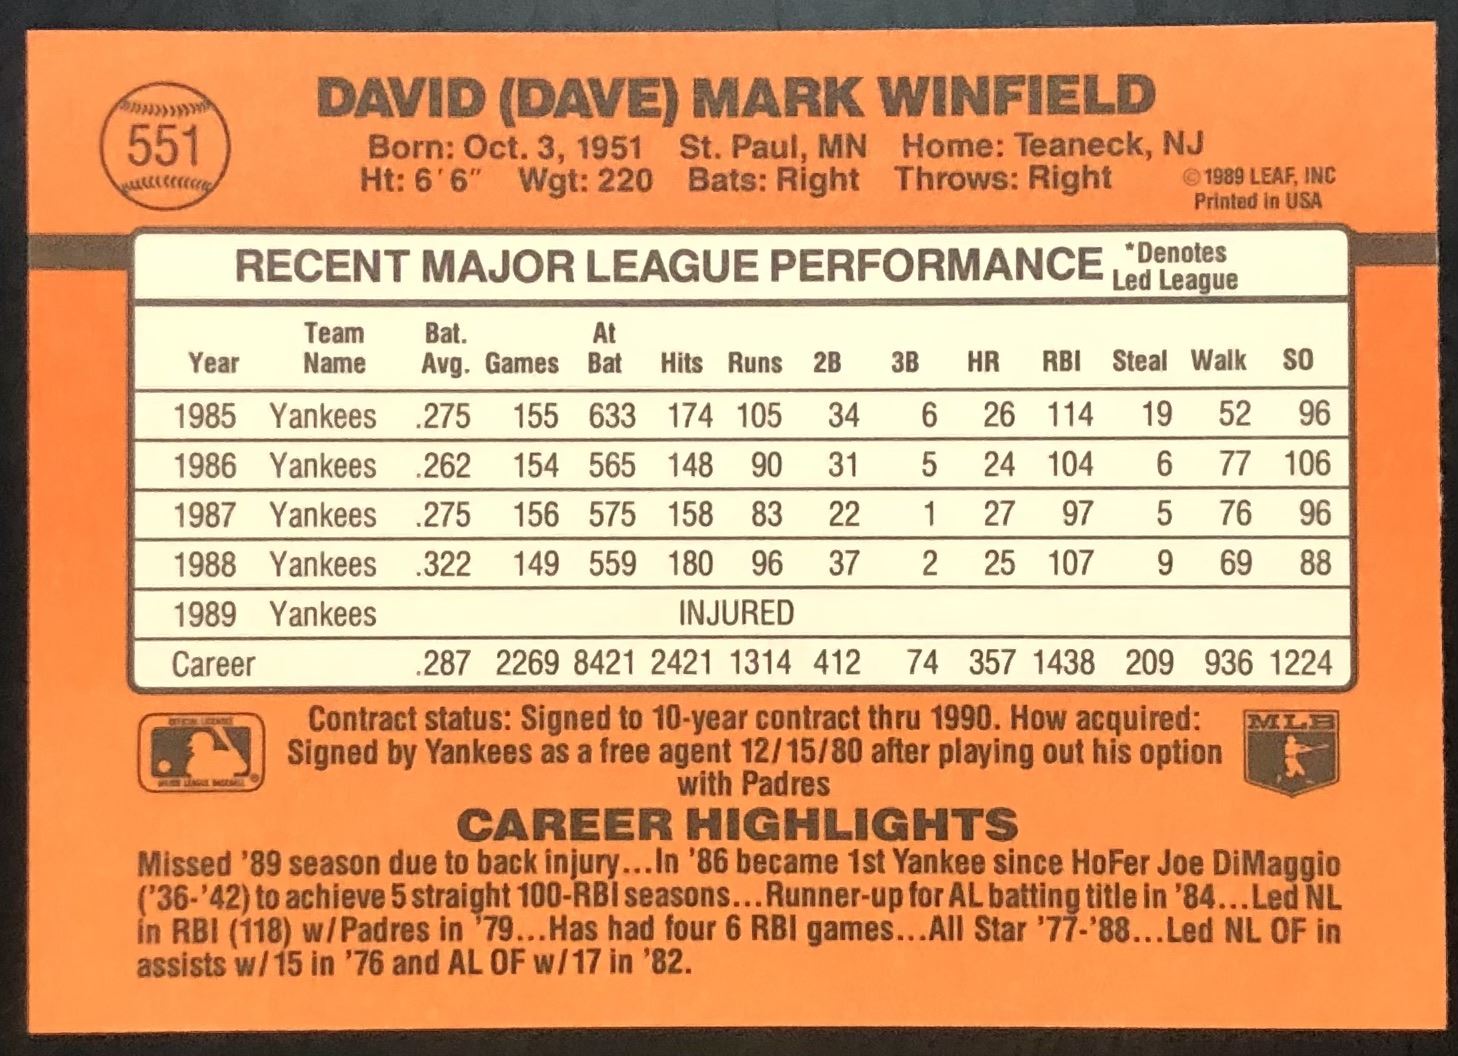 551
DAVID (DAVE) MARK WINFIELD
Born: Oct. 3, 1951 St. Paul, MN Home: Teaneck, NJ
Ht: 6'6" Wgt: 220 Bats: Right Throws: Right
©1989 LEAF, INC
Printed in USA
RECENT MAJOR LEAGUE PERFORMANCE *Denotes
Led League
Year Team Name Bat. Avg. Games At Bat Hits Runs 2B 3B HR RBI Steal Walk SO
1985 Yankees .275 155 633 174 105 34 6 26 114 19 52 96
1986 Yankees .262 154 565 148 90 31 5 24 104 6 77 106
1987 Yankees .275 156 575 158 83 22 1 27 97 5 76 96
1988 Yankees .322 149 559 180 96 37 2 25 107 9 69 88
1989 Yankees INJURED
Career .287 2269 8421 2421 1314 412 74 357 1438 209 936 1224
OFFICIAL LICENSEE
MAJOR LEAGUE BASEBALL ®
Contract status: Signed to 10-year contract thru 1990. How acquired:
Signed by Yankees as a free agent 12/15/80 after playing out his option
with Padres
MLB
CAREER HIGHLIGHTS
Missed '89 season due to back injury...In '86 became 1st Yankee since HoFer Joe DiMaggio
('36-'42) to achieve 5 straight 100-RBI seasons...Runner-up for AL batting title in '84...Led NL
in RBI (118) w/Padres in '79...Has had four 6 RBI games...All Star '77-'88...Led NL OF in
assists w/15 in '76 and AL OF w/17 in '82.